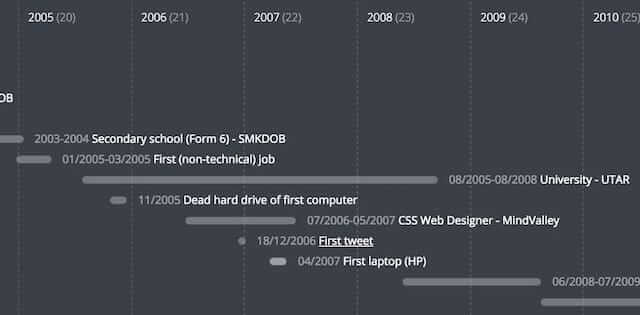 2005 (20) 2006 (21) 2007 (22) 2008 (23) 2009 (24) 2010 (25)
OB
2003-2004 Secondary school (Form 6) - SMKDOB
01/2005-03/2005 First (non-technical) job
08/2005-08/2008 University - UTAR
11/2005 Dead hard drive of first computer
07/2006-05/2007 CSS Web Designer - MindValley
18/12/2006 First tweet
04/2007 First laptop (HP)
06/2008-07/2009